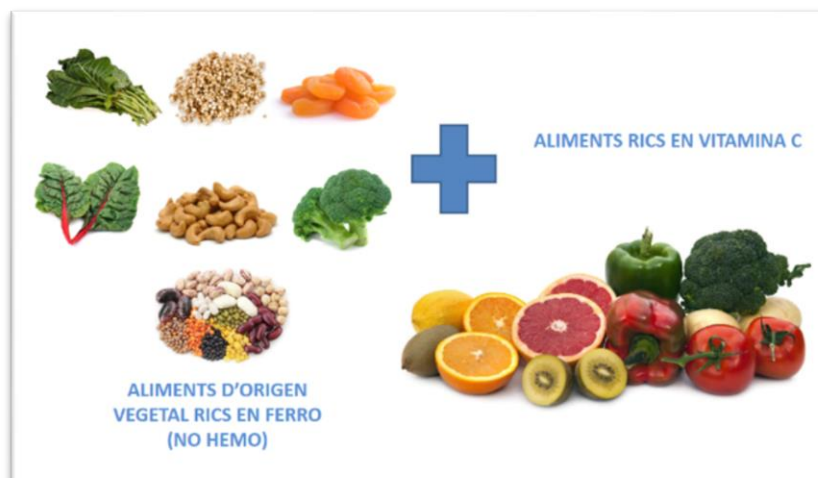 ALIMENTS RICS EN VITAMINA C
ALIMENTS D'ORIGEN
VEGETAL RICS EN FERRO
(NO HEMO)